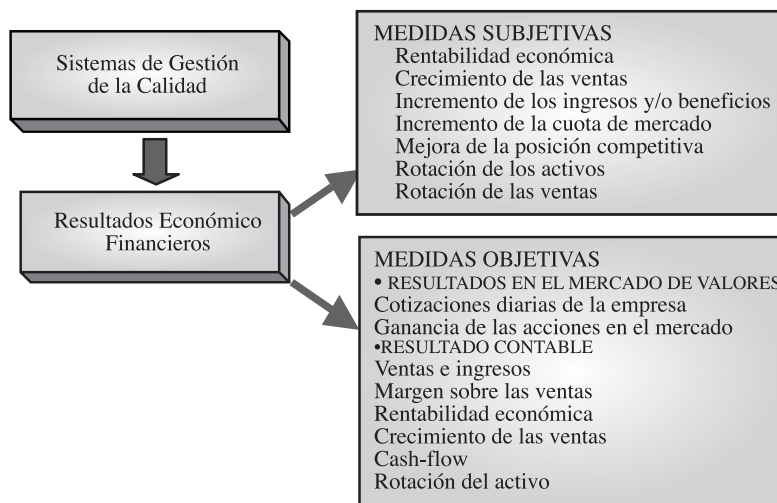 Sistemas de Gestión
de la Calidad
Resultados Económico
Financieros
MEDIDAS SUBJETIVAS
Rentabilidad económica
Crecimiento de las ventas
Incremento de los ingresos y/o beneficios
Incremento de la cuota de mercado
Mejora de la posición competitiva
Rotación de los activos
Rotación de las ventas
MEDIDAS OBJETIVAS
• RESULTADOS EN EL MERCADO DE VALORES
Cotizaciones diarias de la empresa
Ganancia de las acciones en el mercado
•RESULTADO CONTABLE
Ventas e ingresos
Margen sobre las ventas
Rentabilidad económica
Crecimiento de las ventas
Cash-flow
Rotación del activo